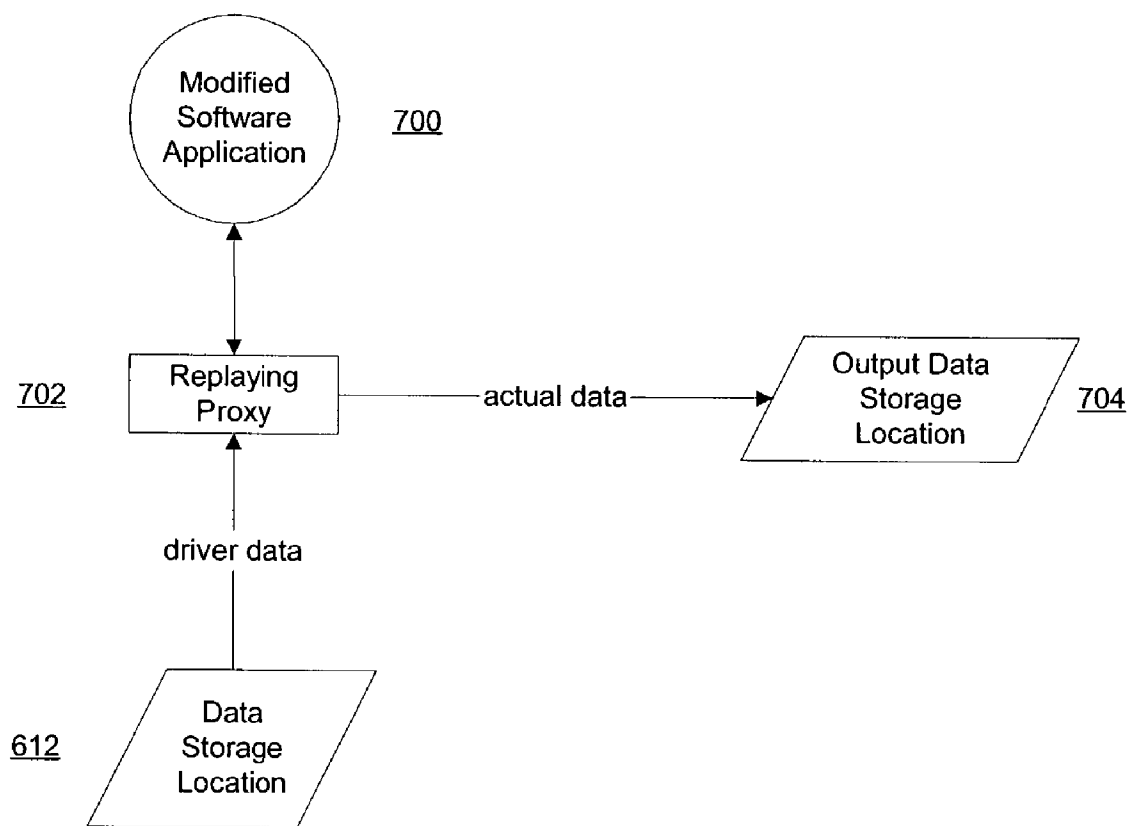 Modified
Software
Application
700
702
Replaying
Proxy
actual data
Output Data
Storage
Location
704
driver data
612
Data
Storage
Location